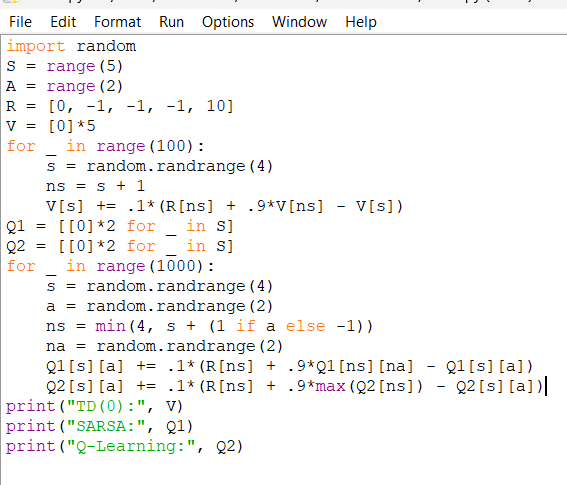 File Edit Format Run Options Window Help
import random
S = range(5)
A = range(2)
R = [0, -1, -1, -1, 10]
V = [0]*5
for _ in range(100):
    s = random.randrange(4)
    ns = s + 1
    V[s] += .1*(R[ns] + .9*V[ns] - V[s])
Q1 = [[0]*2 for _ in S]
Q2 = [[0]*2 for _ in S]
for _ in range(1000):
    s = random.randrange(4)
    a = random.randrange(2)
    ns = min(4, s + (1 if a else -1))
    na = random.randrange(2)
    Q1[s][a] += .1*(R[ns] + .9*Q1[ns][na] - Q1[s][a])
    Q2[s][a] += .1*(R[ns] + .9*max(Q2[ns]) - Q2[s][a])
print("TD(0):", V)
print("SARSA:", Q1)
print("Q-Learning:", Q2)